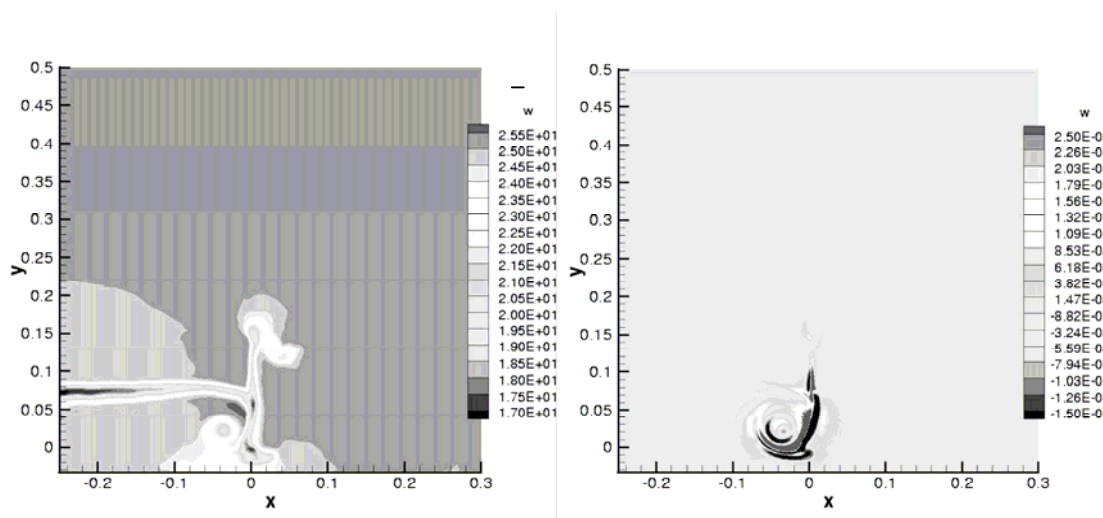 0.5
0.45
0.4
0.35
0.3
0.25
0.2
0.15
0.1
0.05
0
y
-0.2 -0.1 0 0.1 0.2 0.3
x
w
2.55E+01
2.50E+01
2.45E+01
2.40E+01
2.35E+01
2.30E+01
2.25E+01
2.20E+01
2.15E+01
2.10E+01
2.05E+01
2.00E+01
1.95E+01
1.90E+01
1.85E+01
1.80E+01
1.75E+01
1.70E+01
0.5
0.45
0.4
0.35
0.3
0.25
0.2
0.15
0.1
0.05
0
y
-0.2 -0.1 0 0.1 0.2 0.3
x
w
2.50E-0
2.26E-0
2.03E-0
1.79E-0
1.56E-0
1.32E-0
1.09E-0
8.53E-0
6.18E-0
3.82E-0
1.47E-0
-8.82E-0
-3.24E-0
-5.59E-0
-7.94E-0
-1.03E-0
-1.26E-0
-1.50E-0